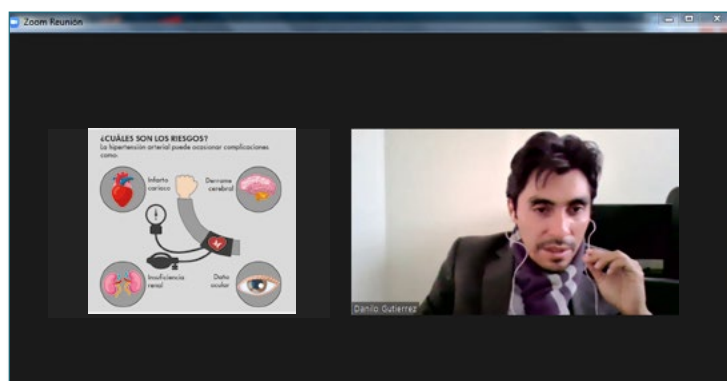 Zoom Reunión
¿CUÁLES SON LOS RIESGOS?
La hipertensión arterial puede ocasionar complicaciones
como:
Infarto
cariaco
Derrame
cerebral
Insuficiencia
renal
Daño
ocular
Danilo Gutierrez